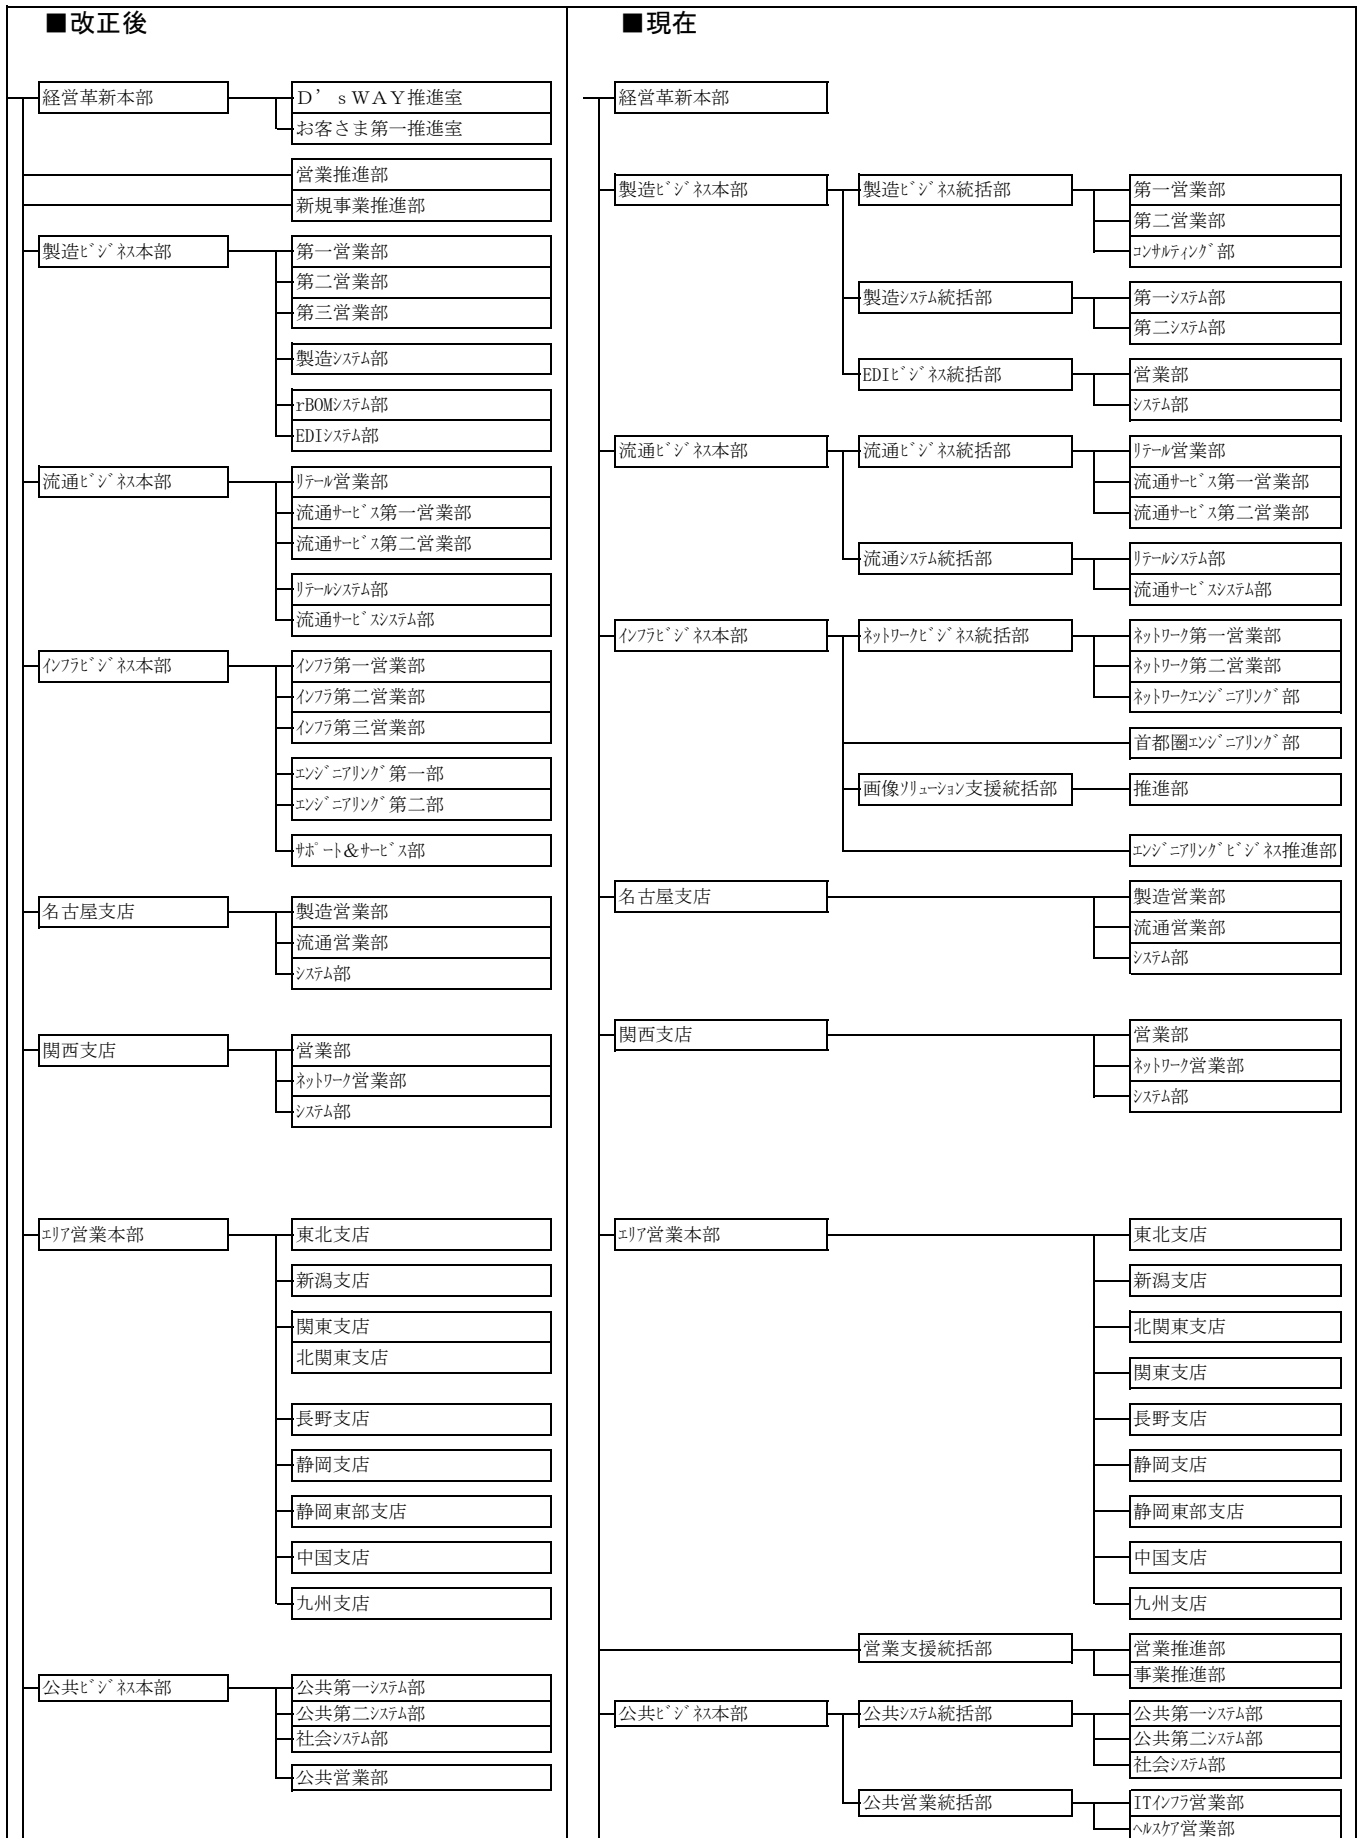 ■改正後
経営革新本部
D’sWAY推進室
お客さま第一推進室
営業推進部
新規事業推進部
製造ﾋﾞｼﾞﾈｽ本部
第一営業部
第二営業部
第三営業部
製造ｼｽﾃﾑ部
rBOMｼｽﾃﾑ部
EDIｼｽﾃﾑ部
流通ﾋﾞｼﾞﾈｽ本部
ﾘﾃｰﾙ営業部
流通ｻｰﾋﾞｽ第一営業部
流通ｻｰﾋﾞｽ第二営業部
ﾘﾃｰﾙｼｽﾃﾑ部
流通ｻｰﾋﾞｽｼｽﾃﾑ部
ｲﾝﾌﾗﾋﾞｼﾞﾈｽ本部
ｲﾝﾌﾗ第一営業部
ｲﾝﾌﾗ第二営業部
ｲﾝﾌﾗ第三営業部
ｴﾝｼﾞﾆｱﾘﾝｸﾞ第一部
ｴﾝｼﾞﾆｱﾘﾝｸﾞ第二部
ｻﾎﾟｰﾄ＆ｻｰﾋﾞｽ部
名古屋支店
製造営業部
流通営業部
ｼｽﾃﾑ部
関西支店
営業部
ﾈｯﾄﾜｰｸ営業部
ｼｽﾃﾑ部
ｴﾘｱ営業本部
東北支店
新潟支店
関東支店
北関東支店
長野支店
静岡支店
静岡東部支店
中国支店
九州支店
公共ﾋﾞｼﾞﾈｽ本部
公共第一ｼｽﾃﾑ部
公共第二ｼｽﾃﾑ部
社会ｼｽﾃﾑ部
公共営業部
■現在
経営革新本部
製造ﾋﾞｼﾞﾈｽ本部
製造ﾋﾞｼﾞﾈｽ統括部
第一営業部
第二営業部
ｺﾝｻﾙﾃｨﾝｸﾞ部
製造ｼｽﾃﾑ統括部
第一ｼｽﾃﾑ部
第二ｼｽﾃﾑ部
EDIﾋﾞｼﾞﾈｽ統括部
営業部
ｼｽﾃﾑ部
流通ﾋﾞｼﾞﾈｽ本部
流通ﾋﾞｼﾞﾈｽ統括部
ﾘﾃｰﾙ営業部
流通ｻｰﾋﾞｽ第一営業部
流通ｻｰﾋﾞｽ第二営業部
流通ｼｽﾃﾑ統括部
ﾘﾃｰﾙｼｽﾃﾑ部
流通ｻｰﾋﾞｽｼｽﾃﾑ部
ｲﾝﾌﾗﾋﾞｼﾞﾈｽ本部
ﾈｯﾄﾜｰｸﾋﾞｼﾞﾈｽ統括部
ﾈｯﾄﾜｰｸ第一営業部
ﾈｯﾄﾜｰｸ第二営業部
ﾈｯﾄﾜｰｸｴﾝｼﾞﾆｱﾘﾝｸﾞ部
首都圏ｴﾝｼﾞﾆｱﾘﾝｸﾞ部
画像ｿﾘｭｰｼｮﾝ支援統括部
推進部
ｴﾝｼﾞﾆｱﾘﾝｸﾞﾋﾞｼﾞﾈｽ推進部
名古屋支店
製造営業部
流通営業部
ｼｽﾃﾑ部
関西支店
営業部
ﾈｯﾄﾜｰｸ営業部
ｼｽﾃﾑ部
ｴﾘｱ営業本部
東北支店
新潟支店
北関東支店
関東支店
長野支店
静岡支店
静岡東部支店
中国支店
九州支店
営業支援統括部
営業推進部
事業推進部
公共ﾋﾞｼﾞﾈｽ本部
公共ｼｽﾃﾑ統括部
公共第一ｼｽﾃﾑ部
公共第二ｼｽﾃﾑ部
社会ｼｽﾃﾑ部
公共営業統括部
ITｲﾝﾌﾗ営業部
ﾍﾙｽｹｱ営業部